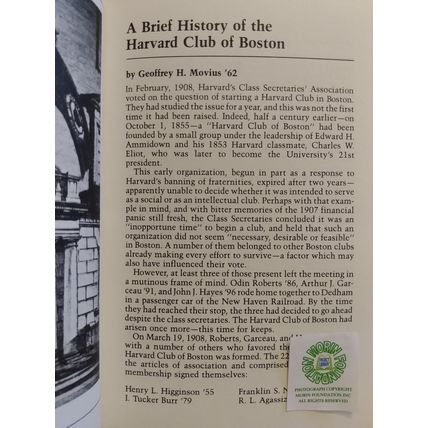 A Brief History of the
Harvard Club of Boston
by Geoffrey H. Movius '62
In February, 1908, Harvard's Class Secretaries' Association
voted on the question of starting a Harvard Club in Boston.
They had studied the issue for a year, and this was not the first
time it had been raised. Indeed, half a century earlier—on
October 1, 1855—a "Harvard Club of Boston" had been
founded by a small group under the leadership of Edward H.
Ammidown and his 1853 Harvard classmate, Charles W.
Eliot, who was later to become the University's 21st
president.
This early organization, begun in part as a response to
Harvard's banning of fraternities, expired after two years—
apparently unable to decide whether it was intended to serve
as a social or as an intellectual club. Perhaps with that exam-
ple in mind, and with bitter memories of the 1907 financial
panic still fresh, the Class Secretaries concluded it was an
"inopportune time" to begin a club, and held that such an
organization did not seem "necessary, desirable or feasible"
in Boston. A number of them belonged to other Boston clubs
already making every effort to survive—a factor which may
also have influenced their vote.
However, at least three of those present left the meeting in
a mutinous frame of mind. Odin Roberts '86, Arthur J. Gar-
ceau '91, and John J. Hayes '96 rode home together to Dedham
in a passenger car of the New Haven Railroad. By the time
they had reached their stop, the three had decided to go ahead
despite the class secretaries. The Harvard Club of Boston had
arisen once more—this time for keeps.
On March 19, 1908, Roberts, Garceau, and
with a number of others who favored the
Harvard Club of Boston was formed. The 22
the articles of association and comprised
membership signed themselves:
Henry L. Higginson '55
Franklin S.
I. Tucker Burr '79
R. L. Agassiz
MORIN FOUNDATION
PHOTOGRAPH COPYRIGHT
MORIN FOUNDATION INC
ALL RIGHTS RESERVED